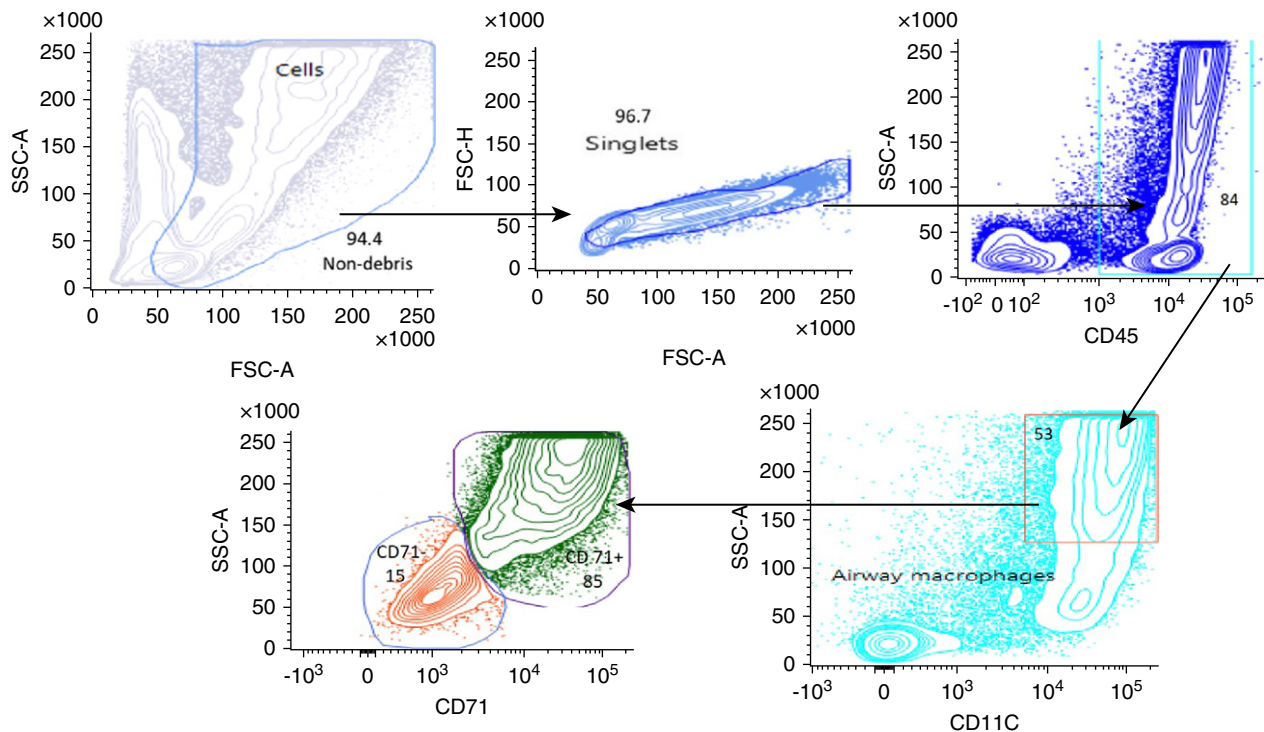 ×1000
250
200
150
100
50
0
SSC-A
Cells
94.4
Non-debris
0 50 100 150 200 250
×1000
FSC-A
×1000
250
200
150
100
50
0
FSC-H
96.7
Singlets
0 50 100 150 200 250
×1000
FSC-A
×1000
250
200
150
100
50
0
SSC-A
84
-10² 0 10² 10³ 10⁴ 10⁵
CD45
×1000
250
200
150
100
50
0
SSC-A
CD71-
15
CD 71+
85
-10³ 0 10³ 10⁴ 10⁵
CD71
×1000
250
200
150
100
50
0
SSC-A
53
Airway macrophages
-10³ 0 10³ 10⁴ 10⁵
CD11C